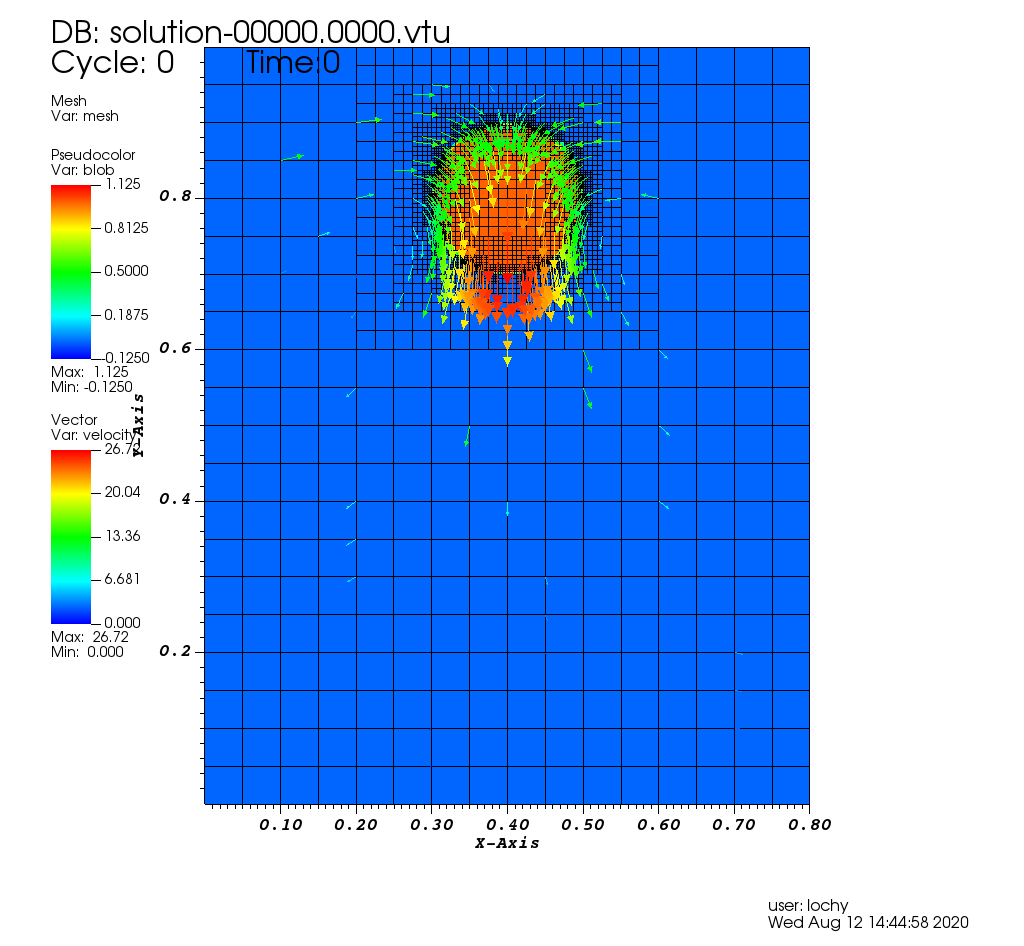 DB: solution-00000.0000.vtu
Cycle: 0 Time:0
Mesh
Var: mesh
Pseudocolor
Var: blob
1.125
0.8125
0.5000
0.1875
-0.1250
Max: 1.125
Min: -0.1250
Vector
Var: velocity
26.72
20.04
13.36
6.681
0.000
Max: 26.72
Min: 0.000
Y-Axis
0.8
0.6
0.4
0.2
0.10 0.20 0.30 0.40 0.50 0.60 0.70 0.80
X-Axis
user: lochy
Wed Aug 12 14:44:58 2020